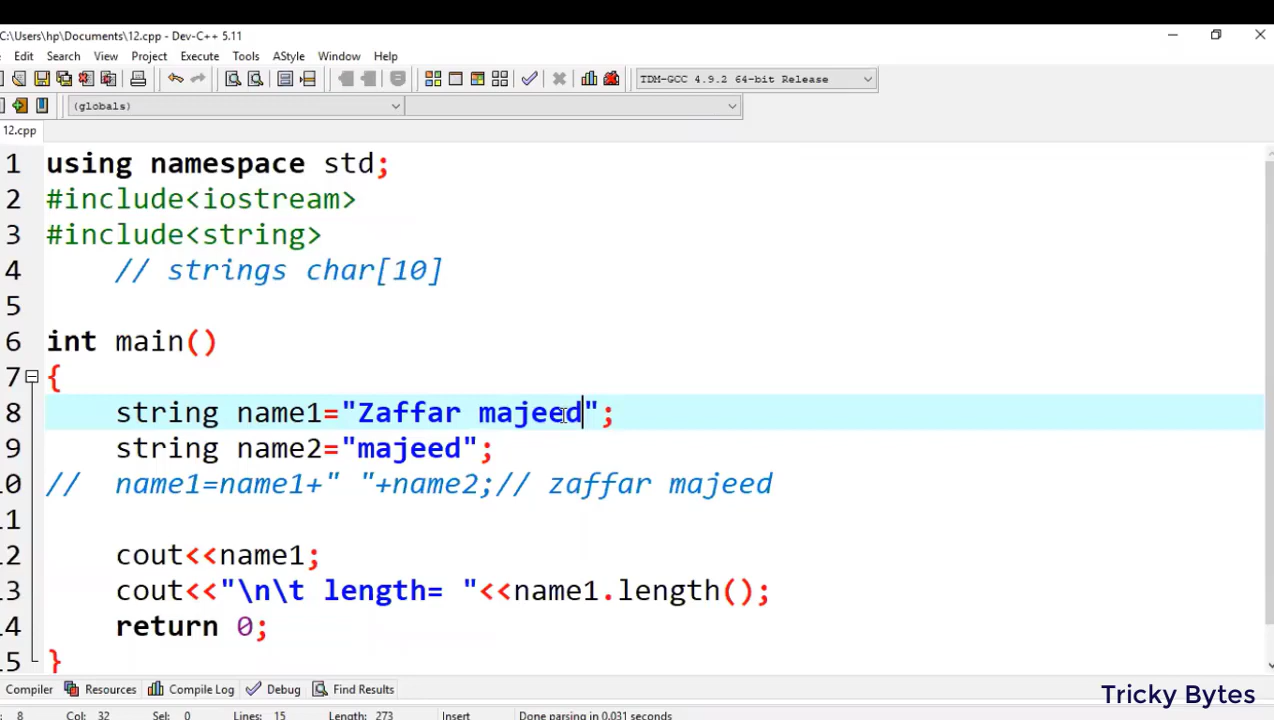 C:\Users\hp\Documents\12.cpp - Dev-C++ 5.11
Edit Search View Project Execute Tools AStyle Window Help
TDM-GCC 4.9.2 64-bit Release
(globals)
12.cpp
1 using namespace std;
2 #include<iostream>
3 #include<string>
4 // strings char[10]
5
6 int main()
7 {
8 string name1="Zaffar majeed";
9 string name2="majeed";
10 // name1=name1+" "+name2;// zaffar majeed
11
12 cout<<name1;
13 cout<<"\n\t length= "<<name1.length();
14 return 0;
15 }
Compiler Resources Compile Log Debug Find Results
Tricky Bytes
8 Col: 32 Sel: 0 Lines: 15 Length: 273 Insert Done parsing in 0.031 seconds